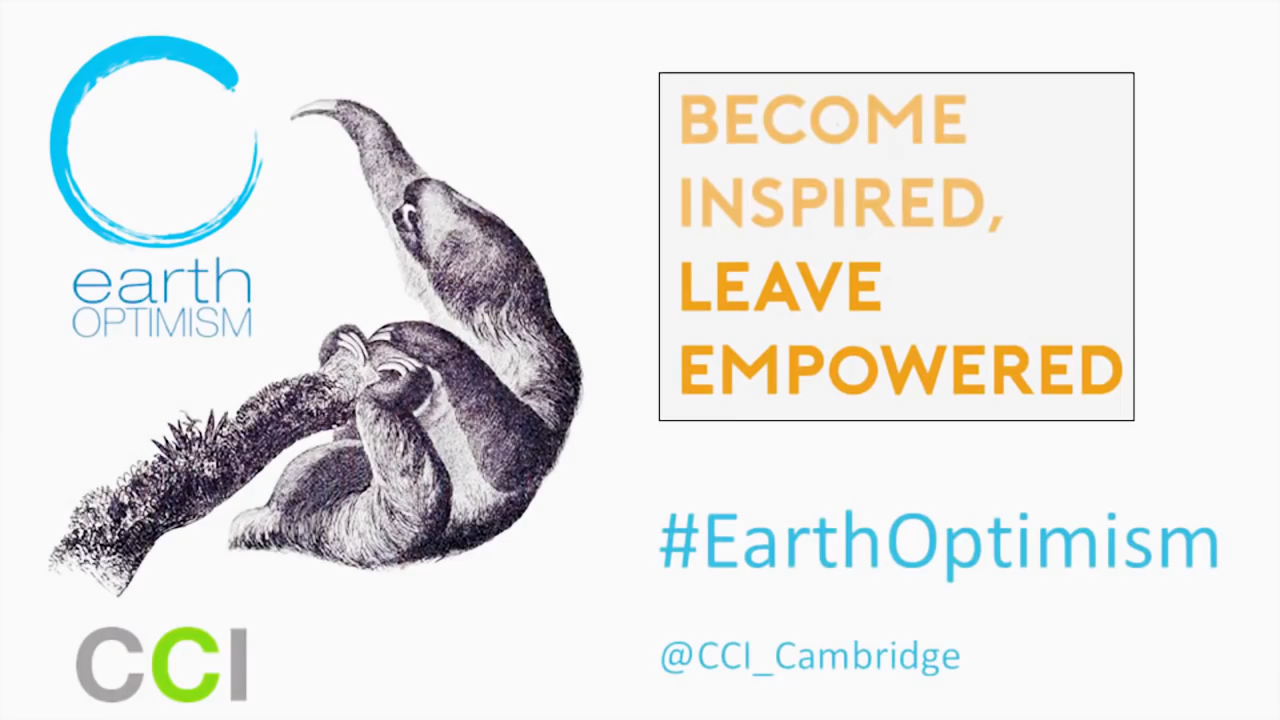 earth
OPTIMISM
CCI
BECOME
INSPIRED,
LEAVE
EMPOWERED
#EarthOptimism
@CCI_Cambridge